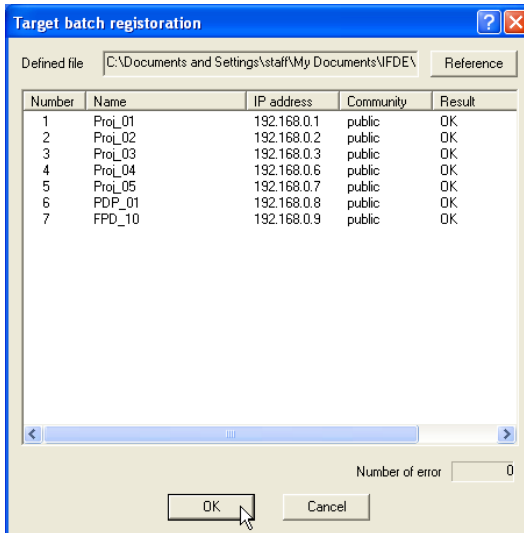 Target batch registoration
Defined file C:\Documents and Settings\staff\My Documents\IFDE\ Reference
Number Name IP address Community Result
1 Proj_01 192.168.0.1 public OK
2 Proj_02 192.168.0.2 public OK
3 Proj_03 192.168.0.3 public OK
4 Proj_04 192.168.0.6 public OK
5 Proj_05 192.168.0.7 public OK
6 PDP_01 192.168.0.8 public OK
7 FPD_10 192.168.0.9 public OK
Number of error 0
OK Cancel